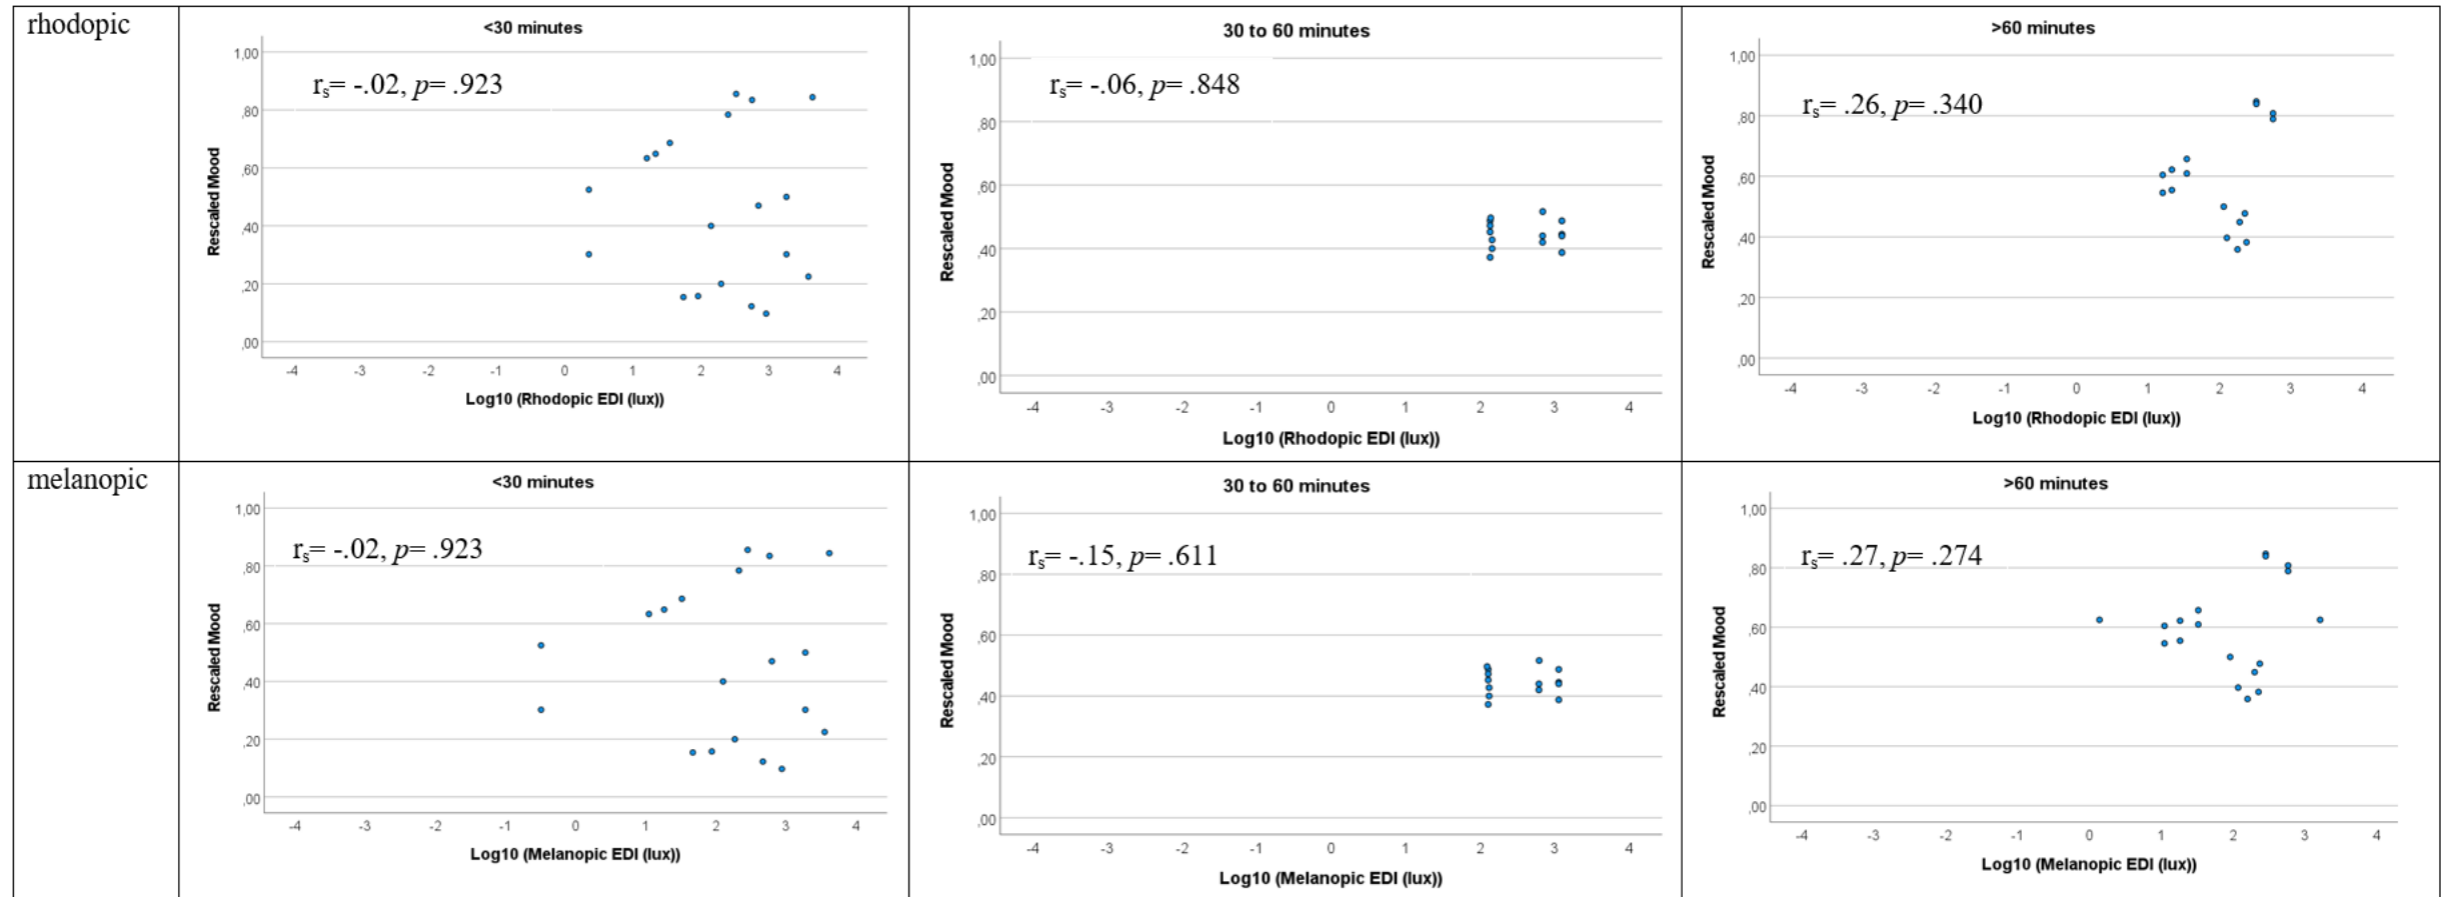 rhodopic
<30 minutes
1,00
,80
,60
,40
,20
,00
rs= -.02, p= .923
Rescaled Mood
-4 -3 -2 -1 0 1 2 3 4
Log10 (Rhodopic EDI (lux))
30 to 60 minutes
1,00
,80
,60
,40
,20
,00
rs= -.06, p= .848
Rescaled Mood
-4 -3 -2 -1 0 1 2 3 4
Log10 (Rhodopic EDI (lux))
>60 minutes
1,00
,80
,60
,40
,20
,00
rs= .26, p= .340
Rescaled Mood
-4 -3 -2 -1 0 1 2 3 4
Log10 (Rhodopic EDI (lux))
melanopic
<30 minutes
1,00
,80
,60
,40
,20
,00
rs= -.02, p= .923
Rescaled Mood
-4 -3 -2 -1 0 1 2 3 4
Log10 (Melanopic EDI (lux))
30 to 60 minutes
1,00
,80
,60
,40
,20
,00
rs= -.15, p= .611
Rescaled Mood
-4 -3 -2 -1 0 1 2 3 4
Log10 (Melanopic EDI (lux))
>60 minutes
1,00
,80
,60
,40
,20
,00
rs= .27, p= .274
Rescaled Mood
-4 -3 -2 -1 0 1 2 3 4
Log10 (Melanopic EDI (lux))